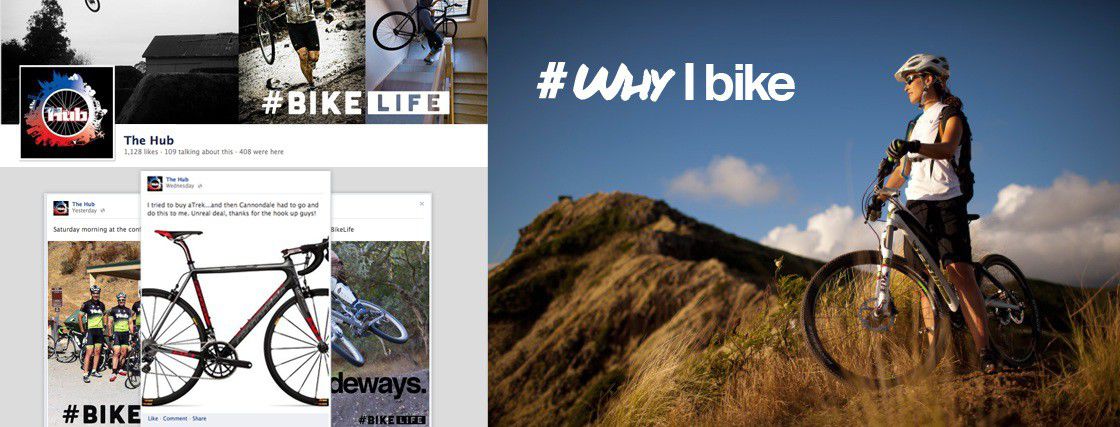 #BIKE LIFE
Hub
The Hub
1,128 likes · 109 talking about this · 408 were here
The Hub
Yesterday
Saturday morning at the con
#BIKE
The Hub
Wednesday
I tried to buy aTrek...and then Cannondale had to go and
do this to me. Unreal deal, thanks for the hook up guys!
Like · Comment · Share
BikeLife
deways.
#BIKE LIFE
# WHY I bike